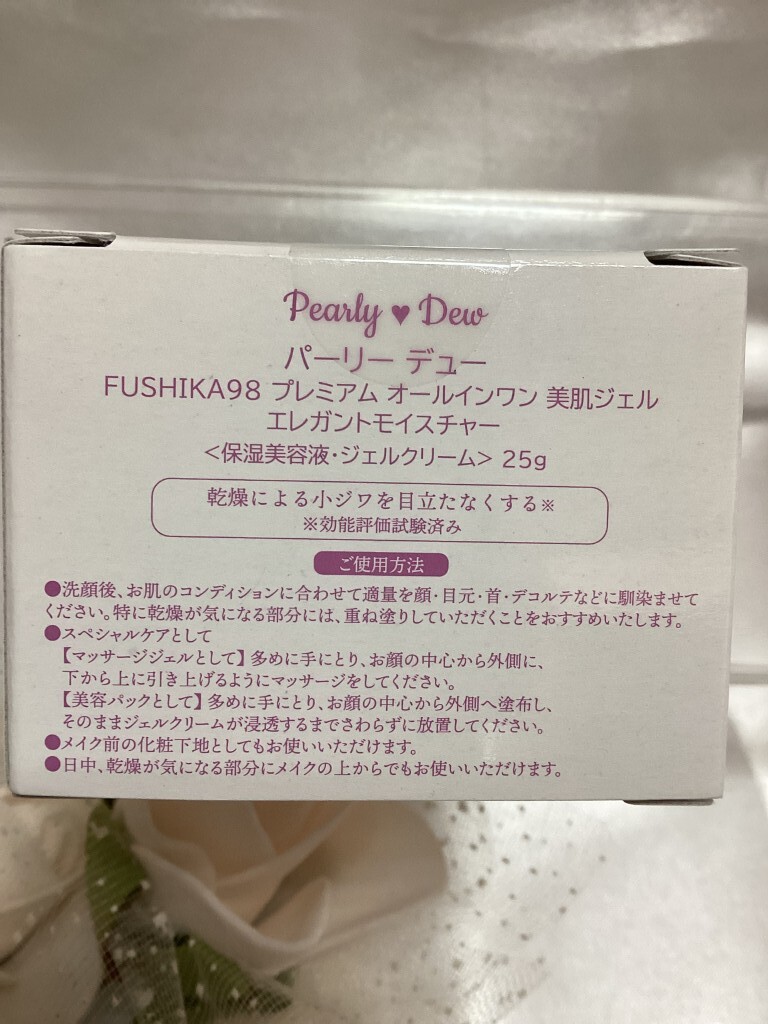 Pearly ♥ Dew
パーリー デュー
FUSHIKA98 プレミアム オールインワン 美肌ジェル
エレガントモイスチャー
<保湿美容液・ジェルクリーム> 25g
乾燥による小ジワを目立たなくする※
※効能評価試験済み
ご使用方法
●洗顔後、お肌のコンディションに合わせて適量を顔・目元・首・デコルテなどに馴染ませて
ください。特に乾燥が気になる部分には、重ね塗りしていただくことをおすすめいたします。
●スペシャルケアとして
【マッサージジェルとして】多めに手にとり、お顔の中心から外側に、
下から上に引き上げるようにマッサージをしてください。
【美容パックとして】多めに手にとり、お顔の中心から外側へ塗布し、
そのままジェルクリームが浸透するまでさわらずに放置してください。
●メイク前の化粧下地としてもお使いいただけます。
●日中、乾燥が気になる部分にメイクの上からでもお使いいただけます。